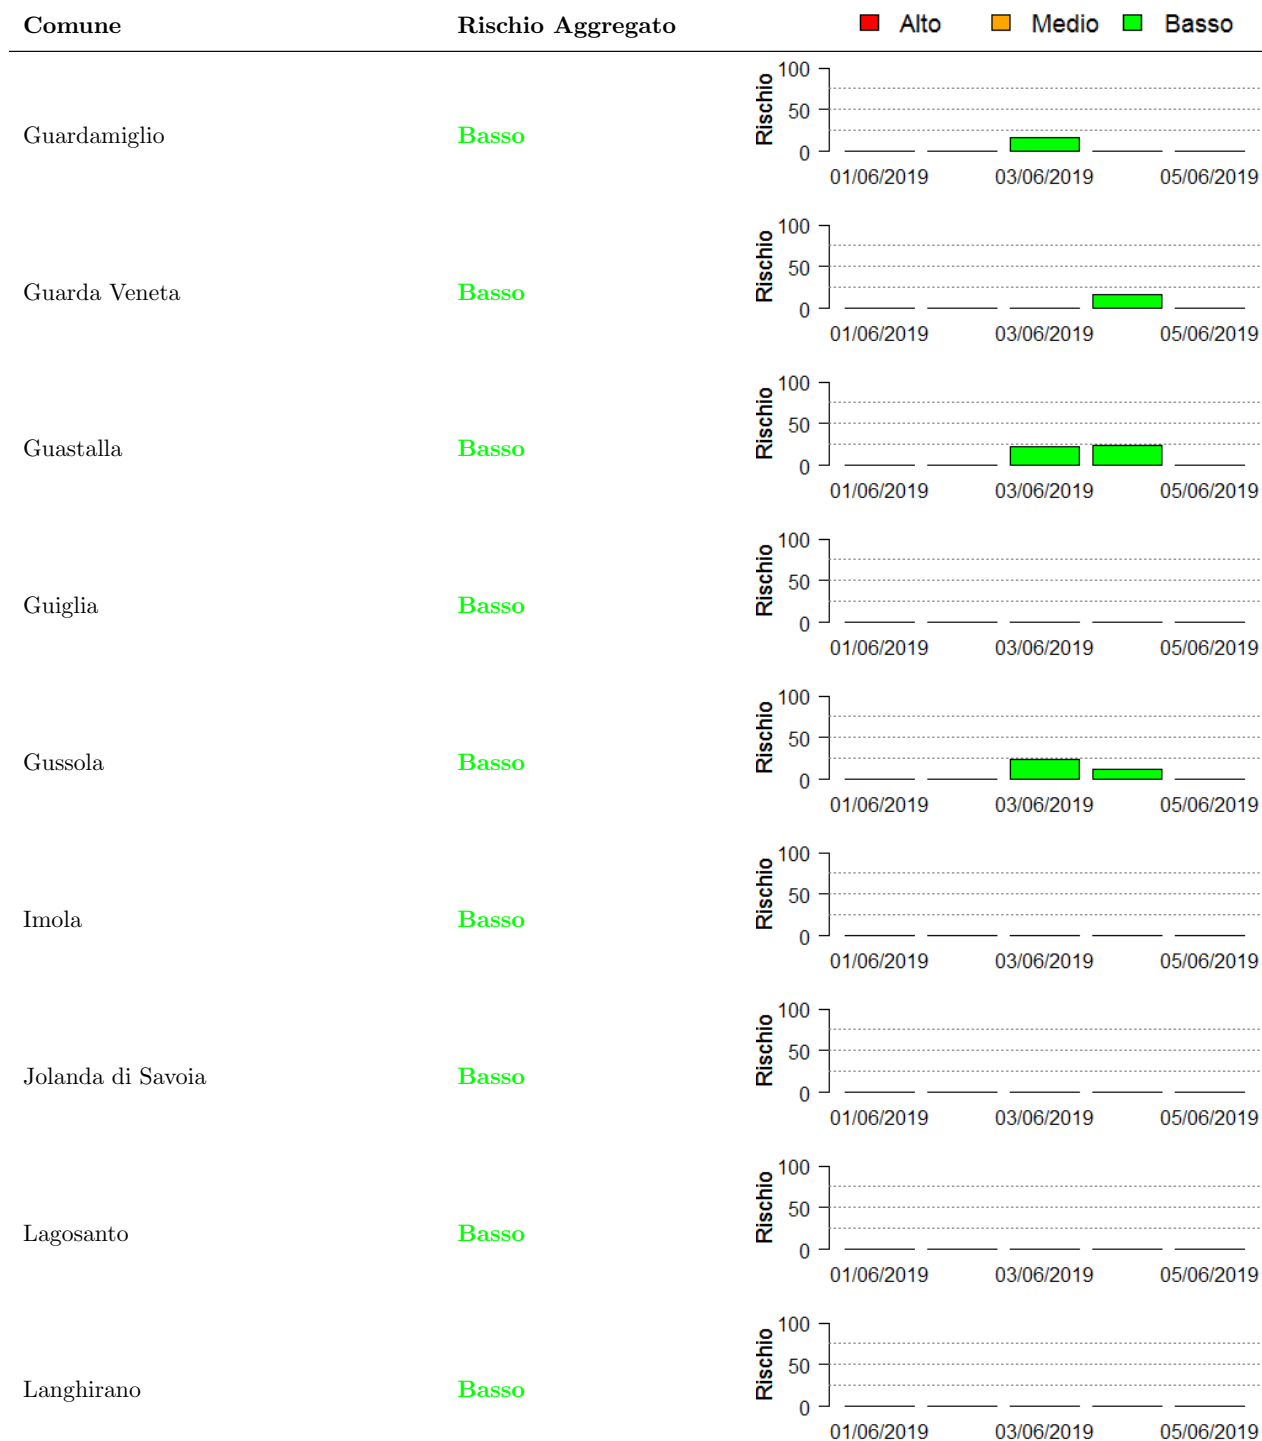 Comune Rischio Aggregato Alto Medio Basso
100
50
0
Rischio
Guardamiglio Basso
01/06/2019 03/06/2019 05/06/2019
100
50
0
Rischio
Guarda Veneta Basso
01/06/2019 03/06/2019 05/06/2019
100
50
0
Rischio
Guastalla Basso
01/06/2019 03/06/2019 05/06/2019
100
50
0
Rischio
Guiglia Basso
01/06/2019 03/06/2019 05/06/2019
100
50
0
Rischio
Gussola Basso
01/06/2019 03/06/2019 05/06/2019
100
50
0
Rischio
Imola Basso
01/06/2019 03/06/2019 05/06/2019
100
50
0
Rischio
Jolanda di Savoia Basso
01/06/2019 03/06/2019 05/06/2019
100
50
0
Rischio
Lagosanto Basso
01/06/2019 03/06/2019 05/06/2019
100
50
0
Rischio
Langhirano Basso
01/06/2019 03/06/2019 05/06/2019